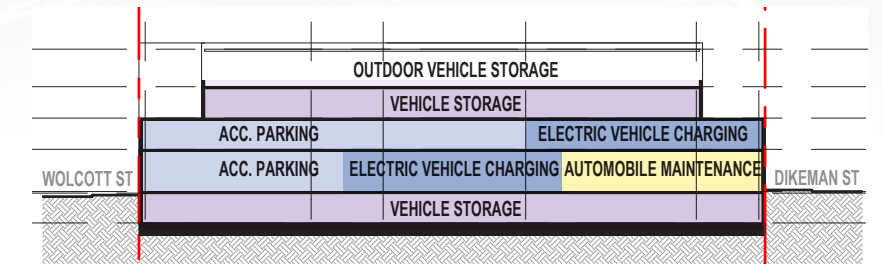 OUTDOOR VEHICLE STORAGE
VEHICLE STORAGE
ACC. PARKING ELECTRIC VEHICLE CHARGING
WOLCOTT ST ACC. PARKING ELECTRIC VEHICLE CHARGING AUTOMOBILE MAINTENANCE DIKEMAN ST
VEHICLE STORAGE